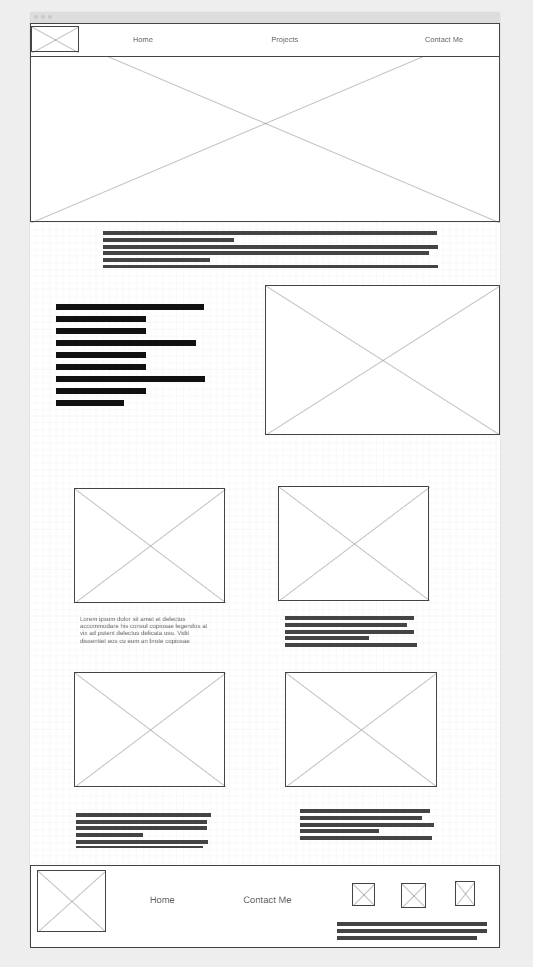 Home
Projects
Contact Me
Lorem ipsum dolor sit amet et delectus
accommodare his consul copiosae legendos at
vix ad putent delectus delicata usu. Vidit
dissentiet eos cu eum an brute copiosae
Home
Contact Me